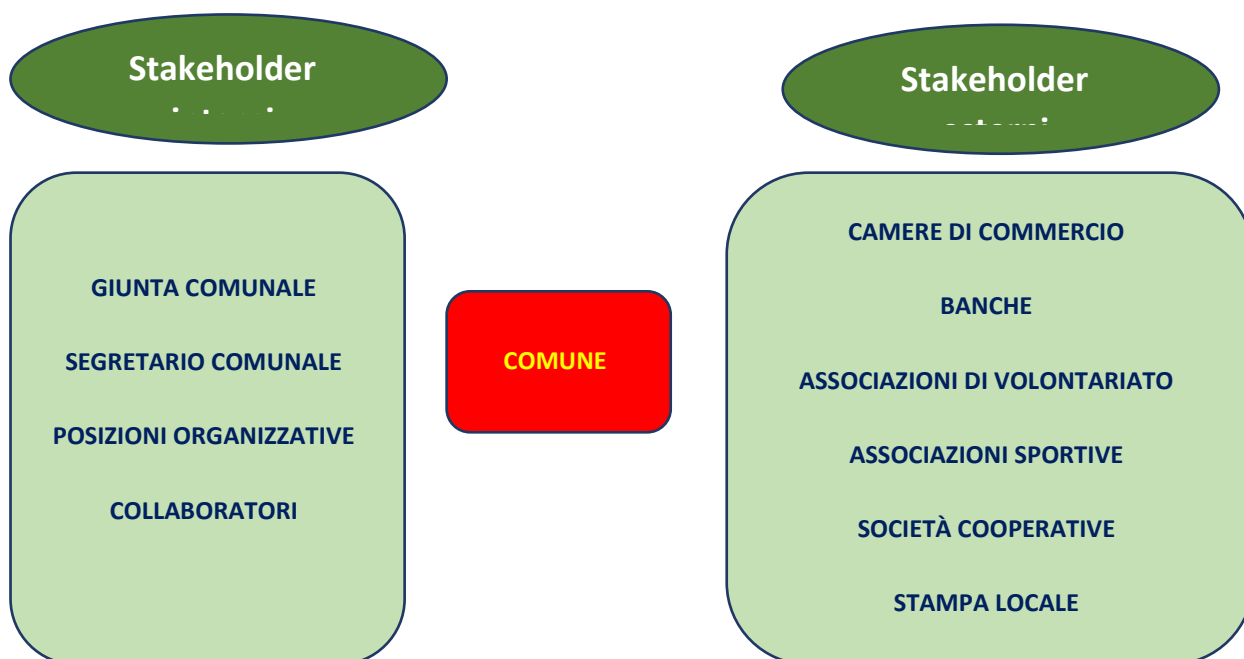 Stakeholder
GIUNTA COMUNALE
SEGRETARIO COMUNALE
POSIZIONI ORGANIZZATIVE
COLLABORATORI
COMUNE
Stakeholder
CAMERE DI COMMERCIO
BANCHE
ASSOCIAZIONI DI VOLONTARIATO
ASSOCIAZIONI SPORTIVE
SOCIETÀ COOPERATIVE
STAMPA LOCALE